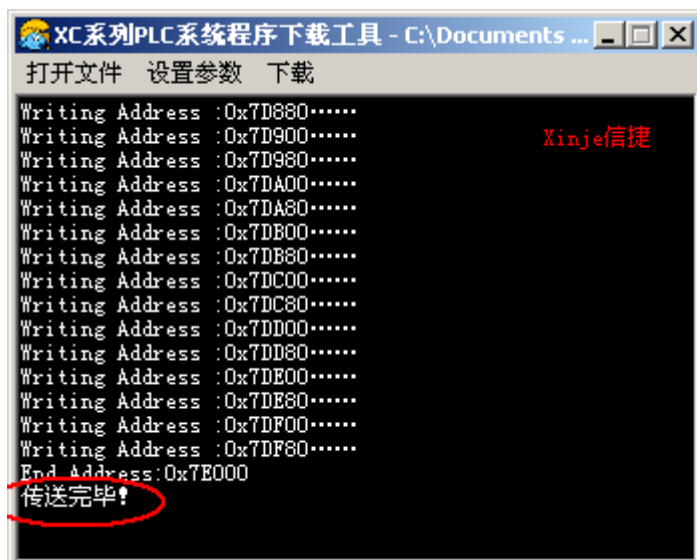 XC系列PLC系统程序下载工具 - C:\Documents ...
打开文件 设置参数 下载
Writing Address :0x7D880······
Writing Address :0x7D900······
Xinje信捷
Writing Address :0x7D980······
Writing Address :0x7DA00······
Writing Address :0x7DA80······
Writing Address :0x7DB00······
Writing Address :0x7DB80······
Writing Address :0x7DC00······
Writing Address :0x7DC80······
Writing Address :0x7DD00······
Writing Address :0x7DD80······
Writing Address :0x7DE00······
Writing Address :0x7DE80······
Writing Address :0x7DF00······
Writing Address :0x7DF80······
End Address:0x7E000
传送完毕!